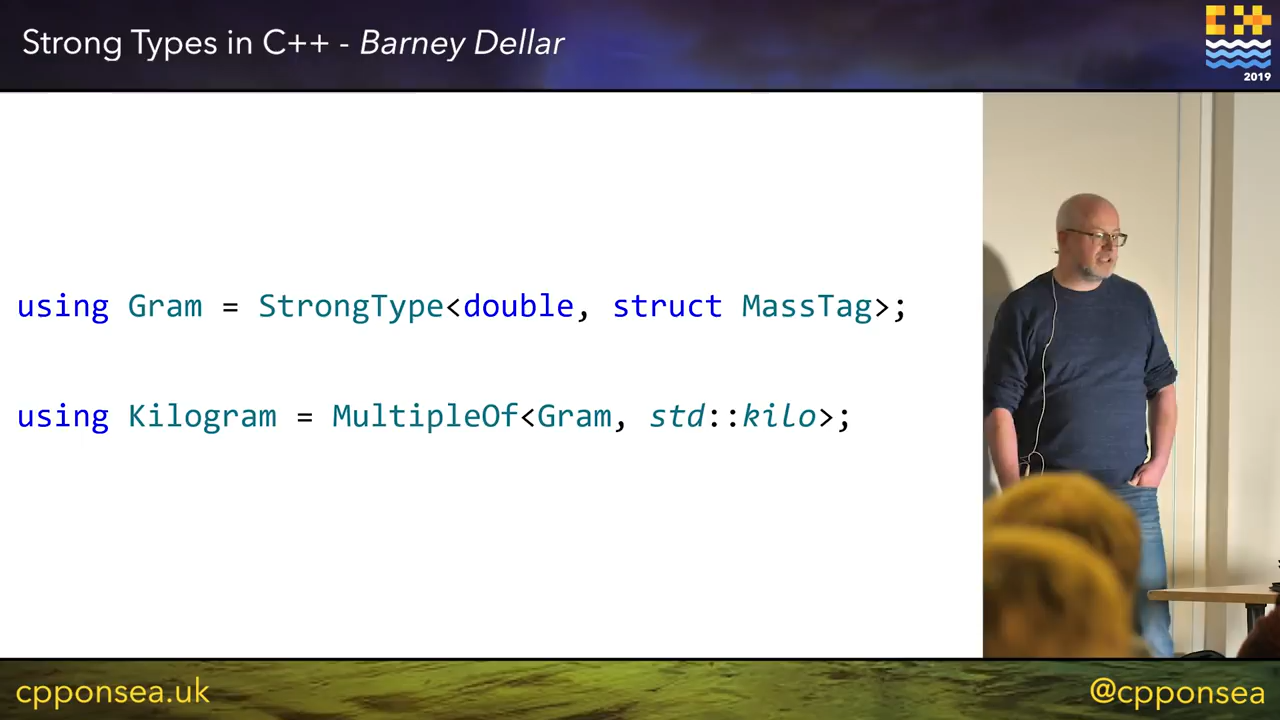 Strong Types in C++ - Barney Dellar
2019
using Gram = StrongType<double, struct MassTag>;
using Kilogram = MultipleOf<Gram, std::kilo>;
cpponsea.uk
@cpponsea